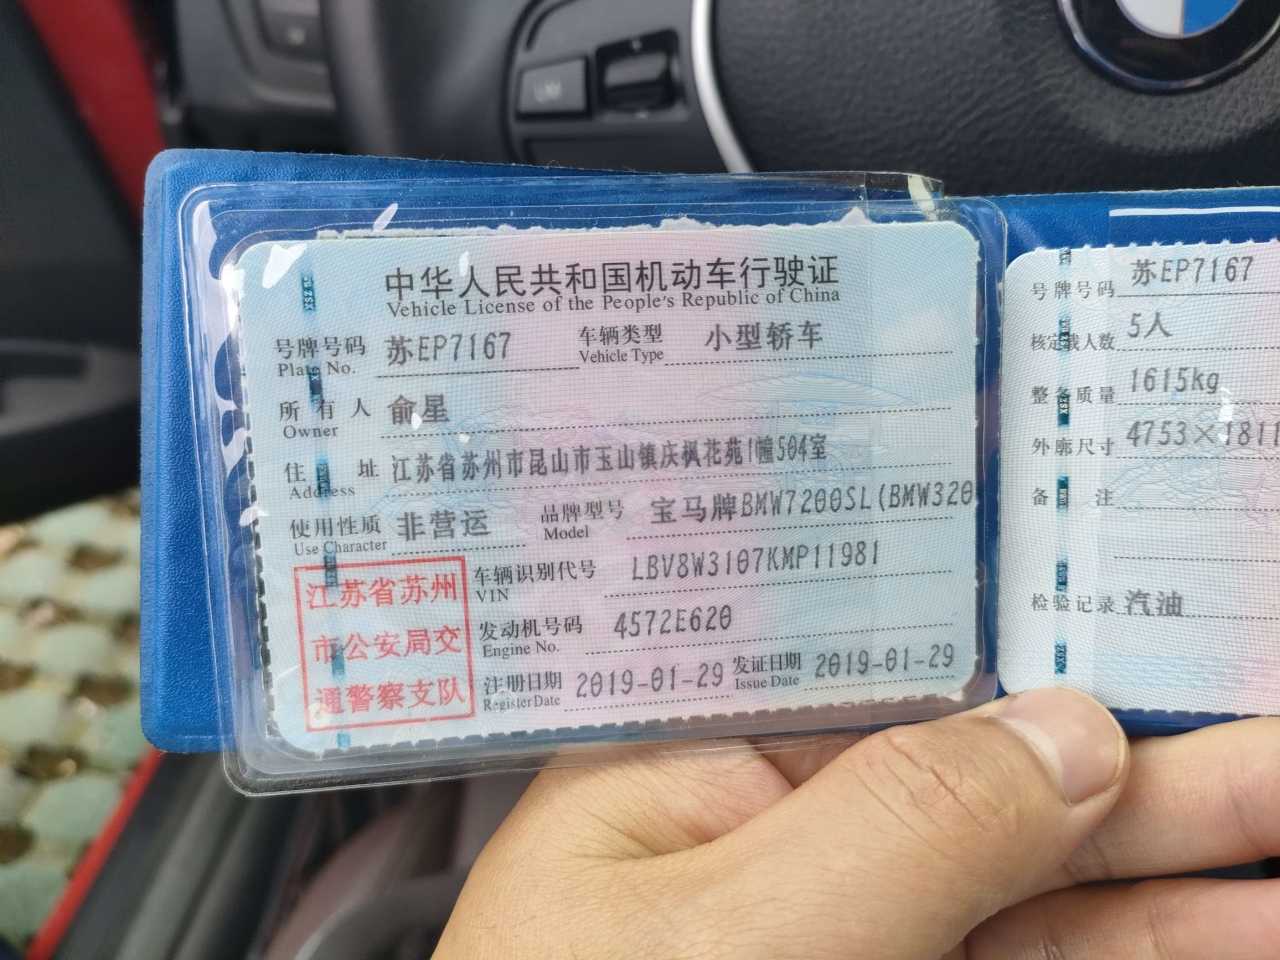 中华人民共和国机动车行驶证
Vehicle License of the People's Republic of China
号牌号码 苏EP7167 车辆类型 小型轿车
Plate No. Vehicle Type
所有人 俞星
Owner
住址 江苏省苏州市昆山市玉山镇庆枫花苑1幢504室
Address
使用性质 非营运 品牌型号 宝马牌BMW7200SL(BMW320
Use Character Model
江苏省苏州
市公安局交
通警察支队
车辆识别代号 LBV8W3107KMP11981
VIN
发动机号码 4572E620
Engine No.
注册日期 2019-01-29 发证日期 2019-01-29
Register Date Issue Date
号牌号码 苏EP7167
核定载人数 5人
整备质量 1615kg
外廓尺寸 4753×1811
备注
检验记录 汽油